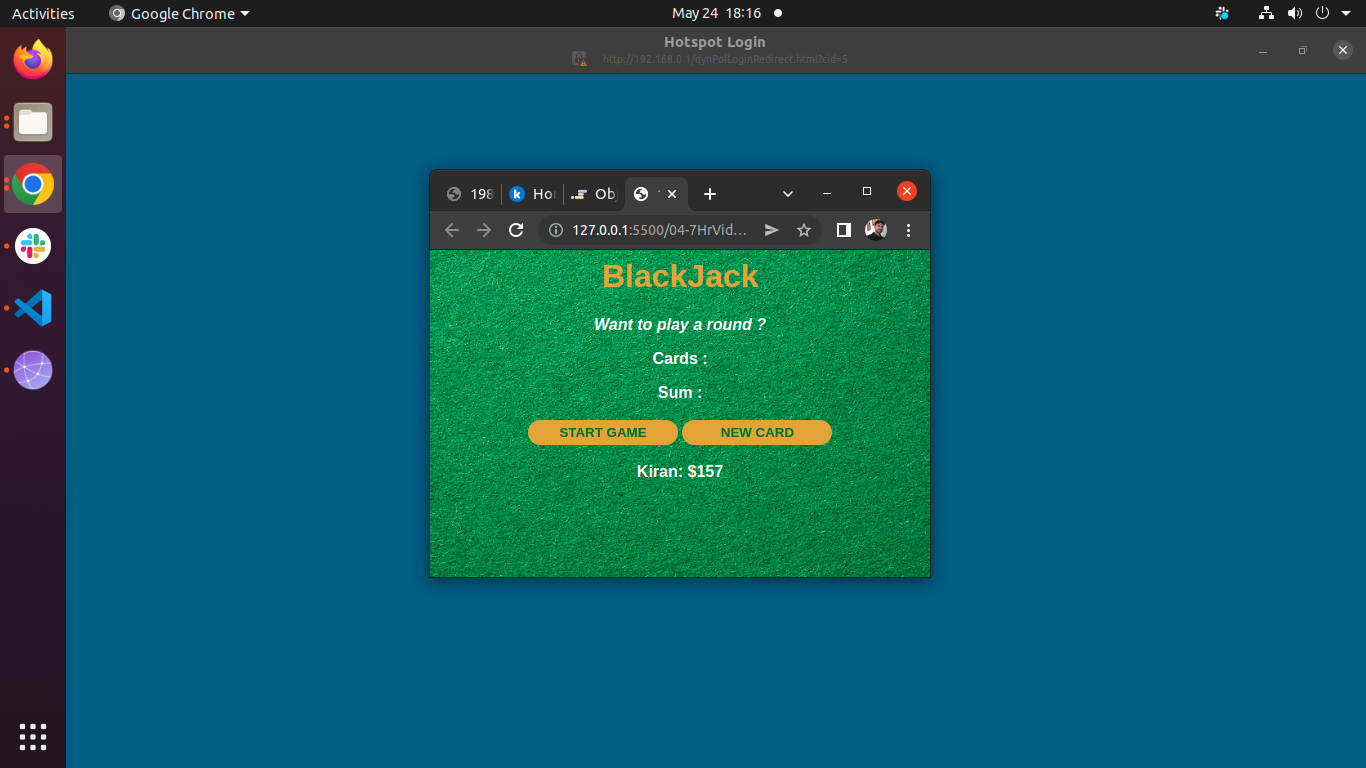 Activities
Google Chrome
May 24 18:16
Hotspot Login
http://192.168.0.1/dynPolLoginRedirect.html?cid=5
198
k
Ho
Obj
127.0.0.1:5500/04-7HrVid…
BlackJack
Want to play a round ?
Cards :
Sum :
START GAME
NEW CARD
Kiran: $157